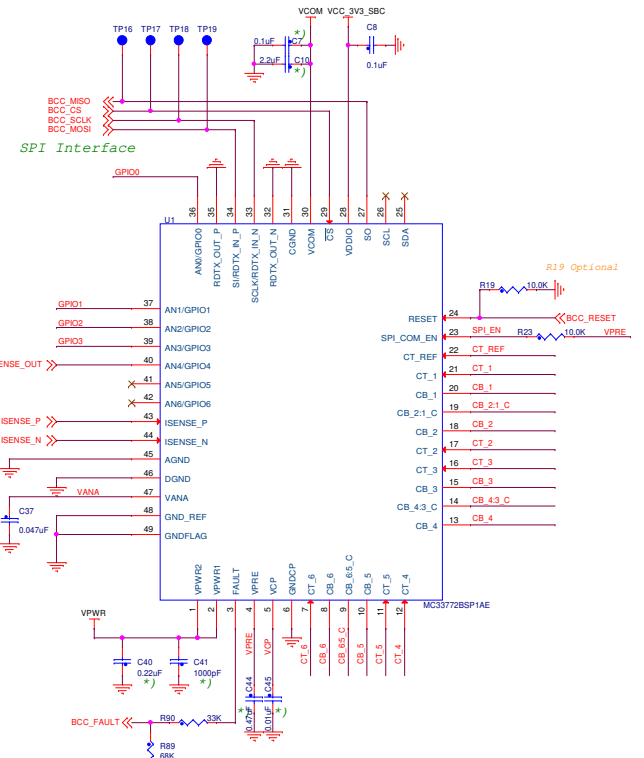 VCOM VCC_3V3_SBC
TP16 TP17 TP18 TP19
*)
C8
0.1uF C7
2.2uF C10
0.1uF
*)
BCC_MISO
BCC_CS
BCC_SCLK
BCC_MOSI
SPI Interface
GPIO0
U1
36 35 34 33 32 31 30 29 28 27 26 25
AN0/GPIO0
RDTX_OUT_P
SI/RDTX_IN_P
SCLK/RDTX_IN_N
RDTX_OUT_N
CGND
VCOM
CS
VDDIO
SO
SCL
SDA
R19 Optional
R19 10.0K
GPIO1 37 AN1/GPIO1
RESET 24 BCC_RESET
GPIO2 38 AN2/GPIO2
SPI_COM_EN 23 SPI_EN R23 10.0K VPRE
GPIO3 39 AN3/GPIO3
CT_REF 22 CT_REF
ENSE_OUT 40 AN4/GPIO4
CT_1 21 CT_1
41 AN5/GPIO5
CB_1 20 CB_1
42 AN6/GPIO6
CB_2:1_C 19 CB_2:1_C
ISENSE_P 43 ISENSE_P
CB_2 18 CB_2
ISENSE_N 44 ISENSE_N
CT_2 17 CT_2
45 AGND
CT_3 16 CT_3
46 DGND
CB_3 15 CB_3
VANA 47 VANA
CB_4:3_C 14 CB_4:3_C
C37
0.047uF
48 GND_REF
CB_4 13 CB_4
49 GNDFLAG
VPWR2
VPWR1
FAULT
VPRE
VCP
GNDCP
CT_6
CB_6
CB_6:5_C
CB_5
CT_5
CT_4
MC33772BSP1AE
1 2 3 4 5 6 7 8 9 10 11 12
VPWR
VPRE
VCP
CT_6
CB_6
CB_6:5_C
CB_5
CT_5
CT_4
C40
0.22uF
*)
C41
1000pF
*)
C44
0.47uF
*)
C45
0.01uF
*)
BCC_FAULT R90 33K
R89
68K